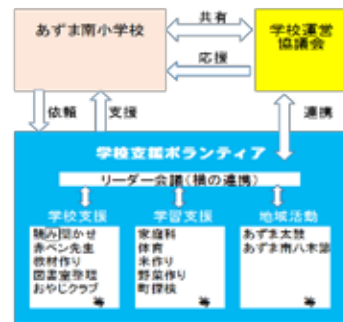 あずま南小学校
共有
応援
学校運営
協議会
依頼
支援
連携
学校支援ボランティア
リーダー会議(横の連携)
学校支援
読み聞かせ
赤ペン先生
教材作り
図書室整理
おやじクラブ
等
学習支援
家庭科
体育
米作り
野菜作り
町探検
等
地域活動
あずま太鼓
あずま南八木節
等